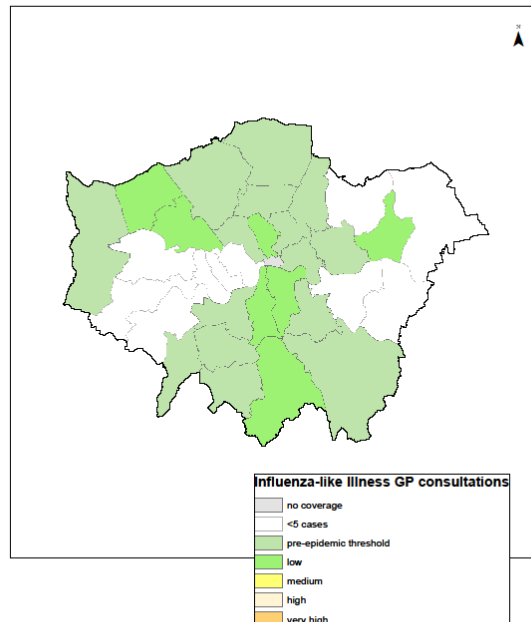 Influenza-like Illness GP consultations
no coverage
<5 cases
pre-epidemic threshold
low
medium
high
very high